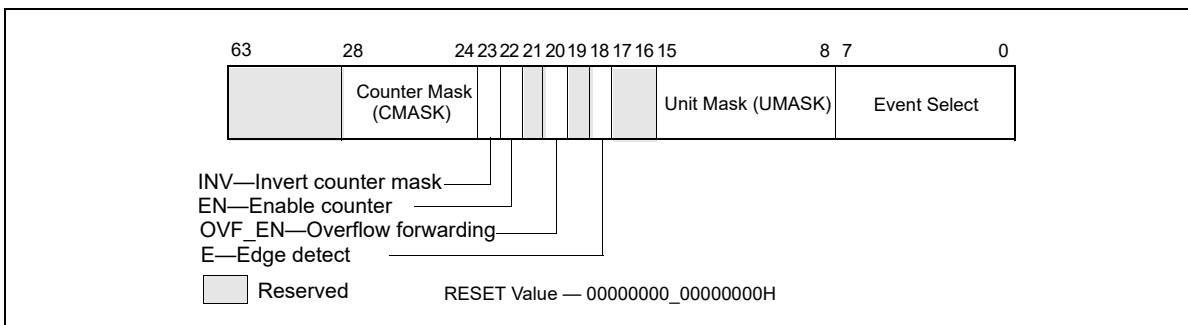 63 28 24 23 22 21 20 19 18 17 16 15 8 7 0
Counter Mask
(CMASK)
Unit Mask (UMASK)
Event Select
INV—Invert counter mask
EN—Enable counter
OVF_EN—Overflow forwarding
E—Edge detect
Reserved
RESET Value — 00000000_00000000H